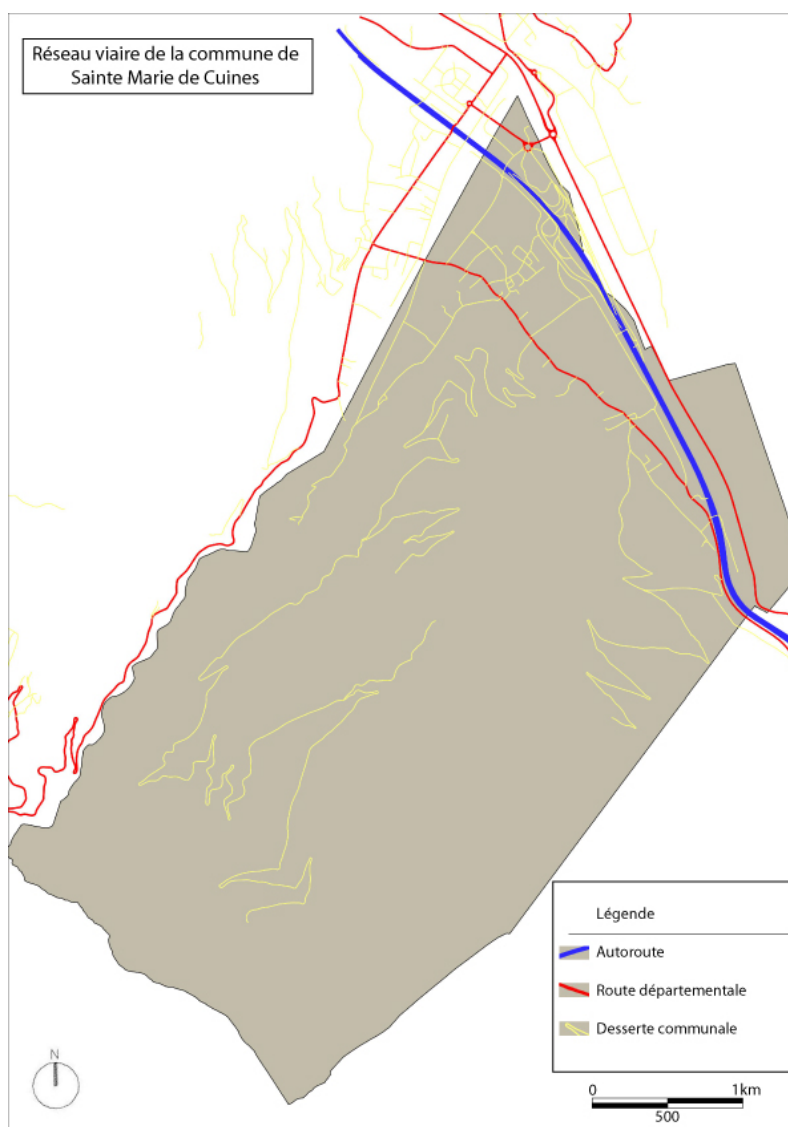 Réseau viaire de la commune de
Sainte Marie de Cuines
Légende
Autoroute
Route départementale
Desserte communale
N
0 1km
500